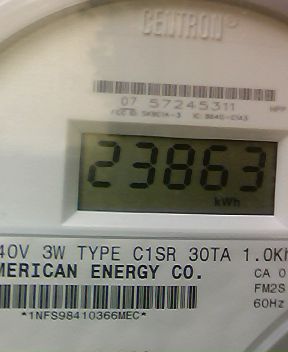 CENTRON
07 57245311
23863
kWh
40V 3W TYPE C1SR 30TA 1.0Kh
MERICAN ENERGY CO.
CA 0
FM2S
60Hz
*1NFS98410366MEC*